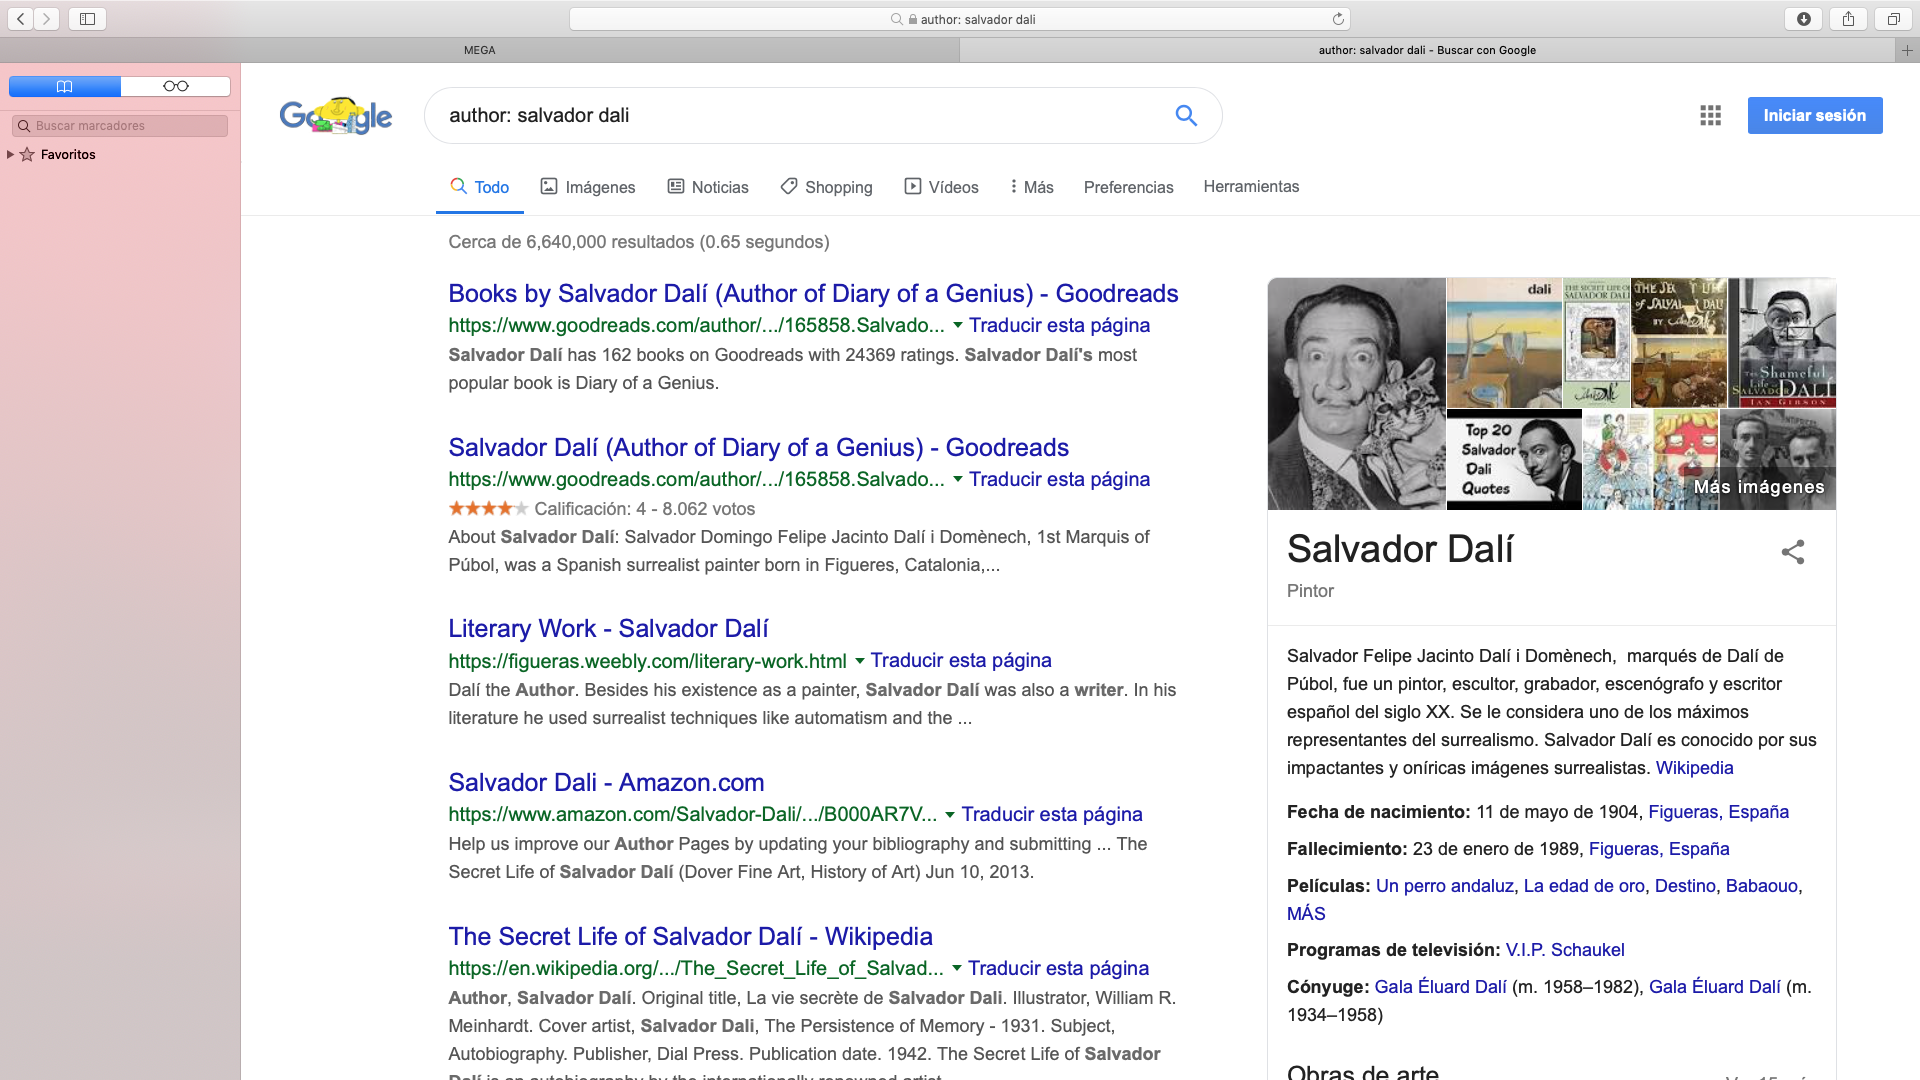 author: salvador dali
MEGA
author: salvador dali - Buscar con Google
Buscar marcadores
Favoritos
Google
author: salvador dali
Iniciar sesión
Todo
Imágenes
Noticias
Shopping
Vídeos
Más
Preferencias
Herramientas
Cerca de 6,640,000 resultados (0.65 segundos)
Books by Salvador Dalí (Author of Diary of a Genius) - Goodreads
https://www.goodreads.com/author/.../165858.Salvado... Traducir esta página
Salvador Dalí has 162 books on Goodreads with 24369 ratings. Salvador Dalí's most
popular book is Diary of a Genius.
Salvador Dalí (Author of Diary of a Genius) - Goodreads
https://www.goodreads.com/author/.../165858.Salvado... Traducir esta página
Calificación: 4 - 8.062 votos
About Salvador Dalí: Salvador Domingo Felipe Jacinto Dalí i Domènech, 1st Marquis of
Púbol, was a Spanish surrealist painter born in Figueres, Catalonia,...
Literary Work - Salvador Dalí
https://figueras.weebly.com/literary-work.html Traducir esta página
Dalí the Author. Besides his existence as a painter, Salvador Dalí was also a writer. In his
literature he used surrealist techniques like automatism and the ...
Salvador Dali - Amazon.com
https://www.amazon.com/Salvador-Dali/.../B000AR7V... Traducir esta página
Help us improve our Author Pages by updating your bibliography and submitting ... The
Secret Life of Salvador Dalí (Dover Fine Art, History of Art) Jun 10, 2013.
The Secret Life of Salvador Dalí - Wikipedia
https://en.wikipedia.org/.../The_Secret_Life_of_Salvad... Traducir esta página
Author, Salvador Dalí. Original title, La vie secrète de Salvador Dali. Illustrator, William R.
Meinhardt. Cover artist, Salvador Dali, The Persistence of Memory - 1931. Subject,
Autobiography. Publisher, Dial Press. Publication date. 1942. The Secret Life of Salvador
Dalí is an autobiography by the internationally renowned artist
dali
THE SECRET LIFE OF
SALVADOR DALI
THE SECRET LIFE
OF SALVADOR DALI
BY
The Shameful
Life of
SALVADOR DALÍ
IAN GIBSON
Top 20
Salvador
Dali
Quotes
Más imágenes
Salvador Dalí
Pintor
Salvador Felipe Jacinto Dalí i Domènech, marqués de Dalí de
Púbol, fue un pintor, escultor, grabador, escenógrafo y escritor
español del siglo XX. Se le considera uno de los máximos
representantes del surrealismo. Salvador Dalí es conocido por sus
impactantes y oníricas imágenes surrealistas. Wikipedia
Fecha de nacimiento: 11 de mayo de 1904, Figueras, España
Fallecimiento: 23 de enero de 1989, Figueras, España
Películas: Un perro andaluz, La edad de oro, Destino, Babaouo,
MÁS
Programas de televisión: V.I.P. Schaukel
Cónyuge: Gala Éluard Dalí (m. 1958–1982), Gala Éluard Dalí (m.
1934–1958)
Obras de arte